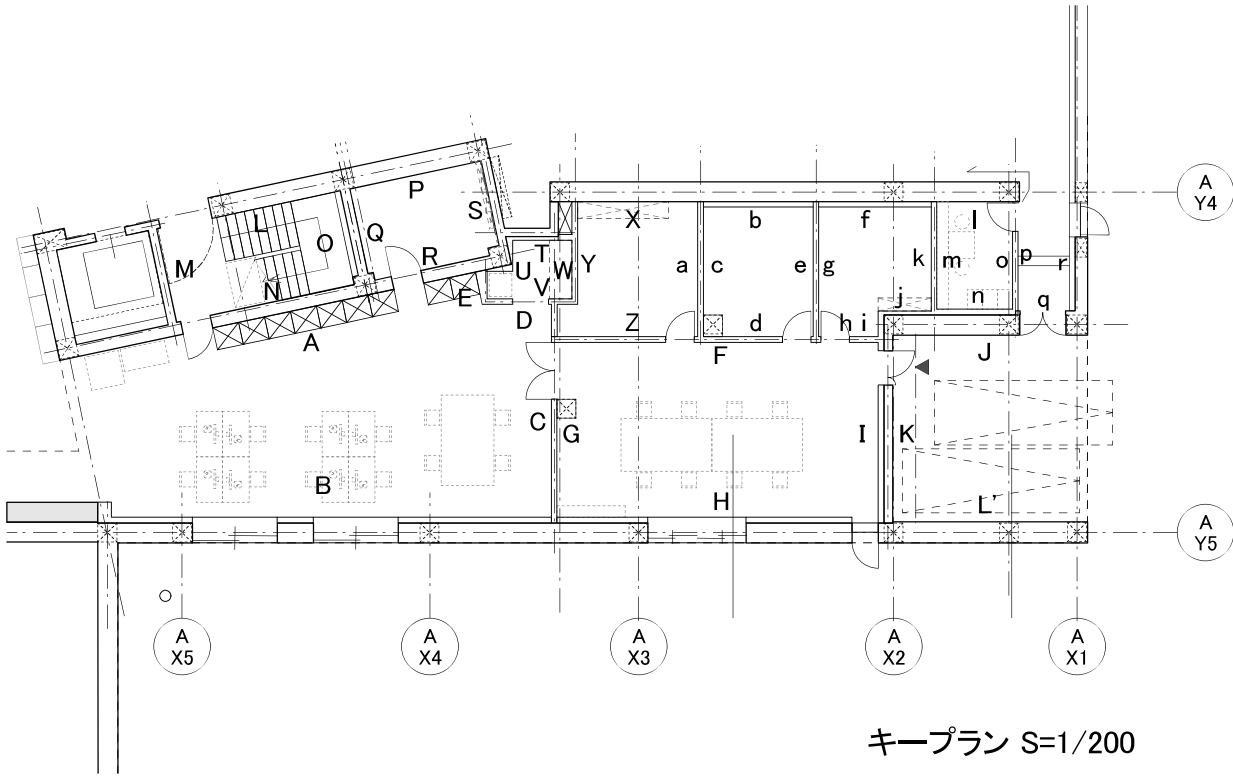 A
Y4
P
L
S
O
Q
M
R
N
T
U
W
V
Y
E
D
A
X
b
f
l
a
c
e
g
k
m
o
p
r
j
n
q
Z
d
h
i
F
J
C
G
I
K
B
H
L'
A
Y5
A
X5
A
X4
A
X3
A
X2
A
X1
キープラン S=1/200